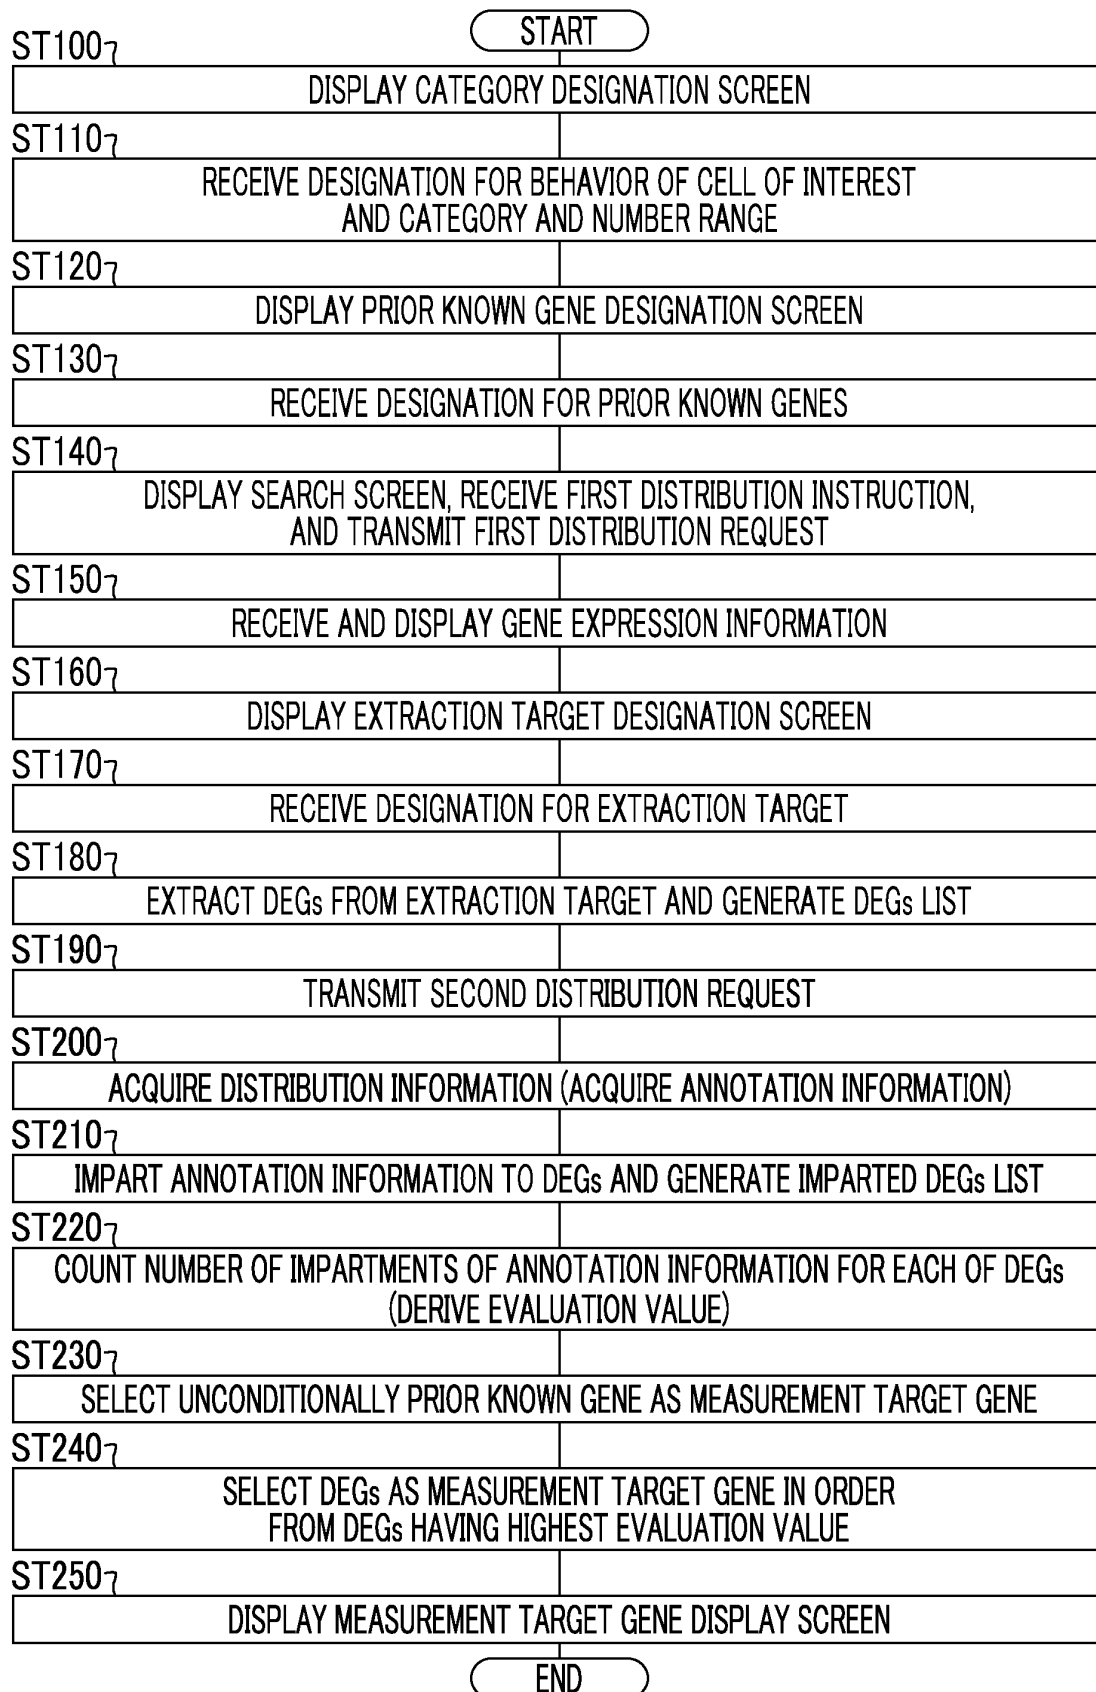 START
ST100
DISPLAY CATEGORY DESIGNATION SCREEN
ST110
RECEIVE DESIGNATION FOR BEHAVIOR OF CELL OF INTEREST
AND CATEGORY AND NUMBER RANGE
ST120
DISPLAY PRIOR KNOWN GENE DESIGNATION SCREEN
ST130
RECEIVE DESIGNATION FOR PRIOR KNOWN GENES
ST140
DISPLAY SEARCH SCREEN, RECEIVE FIRST DISTRIBUTION INSTRUCTION,
AND TRANSMIT FIRST DISTRIBUTION REQUEST
ST150
RECEIVE AND DISPLAY GENE EXPRESSION INFORMATION
ST160
DISPLAY EXTRACTION TARGET DESIGNATION SCREEN
ST170
RECEIVE DESIGNATION FOR EXTRACTION TARGET
ST180
EXTRACT DEGs FROM EXTRACTION TARGET AND GENERATE DEGs LIST
ST190
TRANSMIT SECOND DISTRIBUTION REQUEST
ST200
ACQUIRE DISTRIBUTION INFORMATION (ACQUIRE ANNOTATION INFORMATION)
ST210
IMPART ANNOTATION INFORMATION TO DEGs AND GENERATE IMPARTED DEGs LIST
ST220
COUNT NUMBER OF IMPARTMENTS OF ANNOTATION INFORMATION FOR EACH OF DEGs
(DERIVE EVALUATION VALUE)
ST230
SELECT UNCONDITIONALLY PRIOR KNOWN GENE AS MEASUREMENT TARGET GENE
ST240
SELECT DEGs AS MEASUREMENT TARGET GENE IN ORDER
FROM DEGs HAVING HIGHEST EVALUATION VALUE
ST250
DISPLAY MEASUREMENT TARGET GENE DISPLAY SCREEN
END